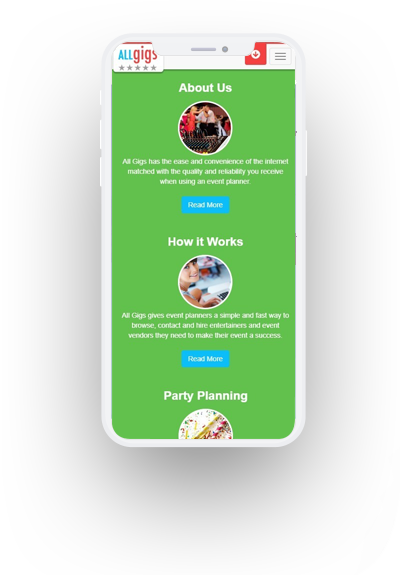 ALLgigs
About Us
All Gigs has the ease and convenience of the internet
matched with the quality and reliability you receive
when using an event planner.
Read More
How it Works
All Gigs gives event planners a simple and fast way to
browse, contact and hire entertainers and event
vendors they need to make their event a success.
Read More
Party Planning